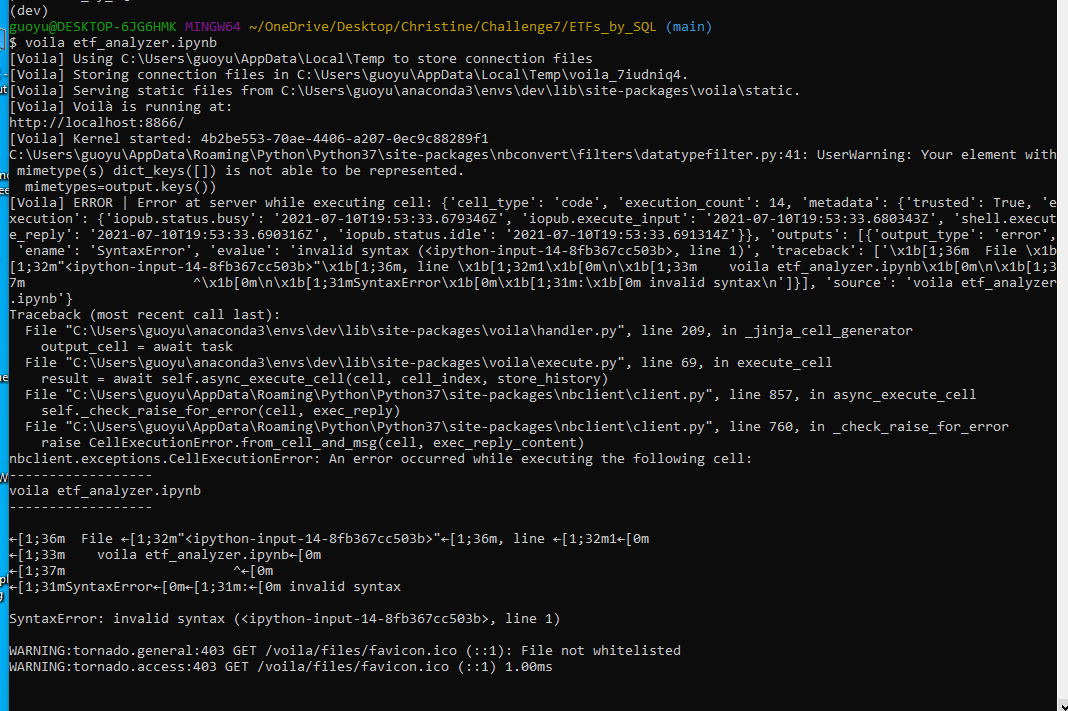 (dev)
guoyu@DESKTOP-6JG6HMK MINGW64 ~/OneDrive/Desktop/Christine/Challenge7/ETFs_by_SQL (main)
$ voila etf_analyzer.ipynb
[Voila] Using C:\Users\guoyu\AppData\Local\Temp to store connection files
[Voila] Storing connection files in C:\Users\guoyu\AppData\Local\Temp\voila_7iudniq4.
[Voila] Serving static files from C:\Users\guoyu\anaconda3\envs\dev\lib\site-packages\voila\static.
[Voila] Voilà is running at:
http://localhost:8866/
[Voila] Kernel started: 4b2be553-70ae-4406-a207-0ec9c88289f1
C:\Users\guoyu\AppData\Roaming\Python\Python37\site-packages\nbconvert\filters\datatypefilter.py:41: UserWarning: Your element with
 mimetype(s) dict_keys([]) is not able to be represented.
  mimetypes=output.keys())
[Voila] ERROR | Error at server while executing cell: {'cell_type': 'code', 'execution_count': 14, 'metadata': {'trusted': True, 'e
xecution': {'iopub.status.busy': '2021-07-10T19:53:33.679346Z', 'iopub.execute_input': '2021-07-10T19:53:33.680343Z', 'shell.execut
e_reply': '2021-07-10T19:53:33.690316Z', 'iopub.status.idle': '2021-07-10T19:53:33.691314Z'}}, 'outputs': [{'output_type': 'error',
 'ename': 'SyntaxError', 'evalue': 'invalid syntax (<ipython-input-14-8fb367cc503b>, line 1)', 'traceback': ['\x1b[1;36m  File \x1b
[1;32m"<ipython-input-14-8fb367cc503b>"\x1b[1;36m, line \x1b[1;32m1\x1b[0m\n\x1b[1;33m    voila etf_analyzer.ipynb\x1b[0m\n\x1b[1;3
7m                     ^\x1b[0m\n\x1b[1;31mSyntaxError\x1b[0m\x1b[1;31m:\x1b[0m invalid syntax\n']}], 'source': 'voila etf_analyzer
.ipynb'}
Traceback (most recent call last):
  File "C:\Users\guoyu\anaconda3\envs\dev\lib\site-packages\voila\handler.py", line 209, in _jinja_cell_generator
    output_cell = await task
  File "C:\Users\guoyu\anaconda3\envs\dev\lib\site-packages\voila\execute.py", line 69, in execute_cell
    result = await self.async_execute_cell(cell, cell_index, store_history)
  File "C:\Users\guoyu\AppData\Roaming\Python\Python37\site-packages\nbclient\client.py", line 857, in async_execute_cell
    self._check_raise_for_error(cell, exec_reply)
  File "C:\Users\guoyu\AppData\Roaming\Python\Python37\site-packages\nbclient\client.py", line 760, in _check_raise_for_error
    raise CellExecutionError.from_cell_and_msg(cell, exec_reply_content)
nbclient.exceptions.CellExecutionError: An error occurred while executing the following cell:
------------------
voila etf_analyzer.ipynb
------------------
←[1;36m  File ←[1;32m"<ipython-input-14-8fb367cc503b>"←[1;36m, line ←[1;32m1←[0m
←[1;33m    voila etf_analyzer.ipynb←[0m
←[1;37m                     ^←[0m
←[1;31mSyntaxError←[0m←[1;31m:←[0m invalid syntax
SyntaxError: invalid syntax (<ipython-input-14-8fb367cc503b>, line 1)
WARNING:tornado.general:403 GET /voila/files/favicon.ico (::1): File not whitelisted
WARNING:tornado.access:403 GET /voila/files/favicon.ico (::1) 1.00ms